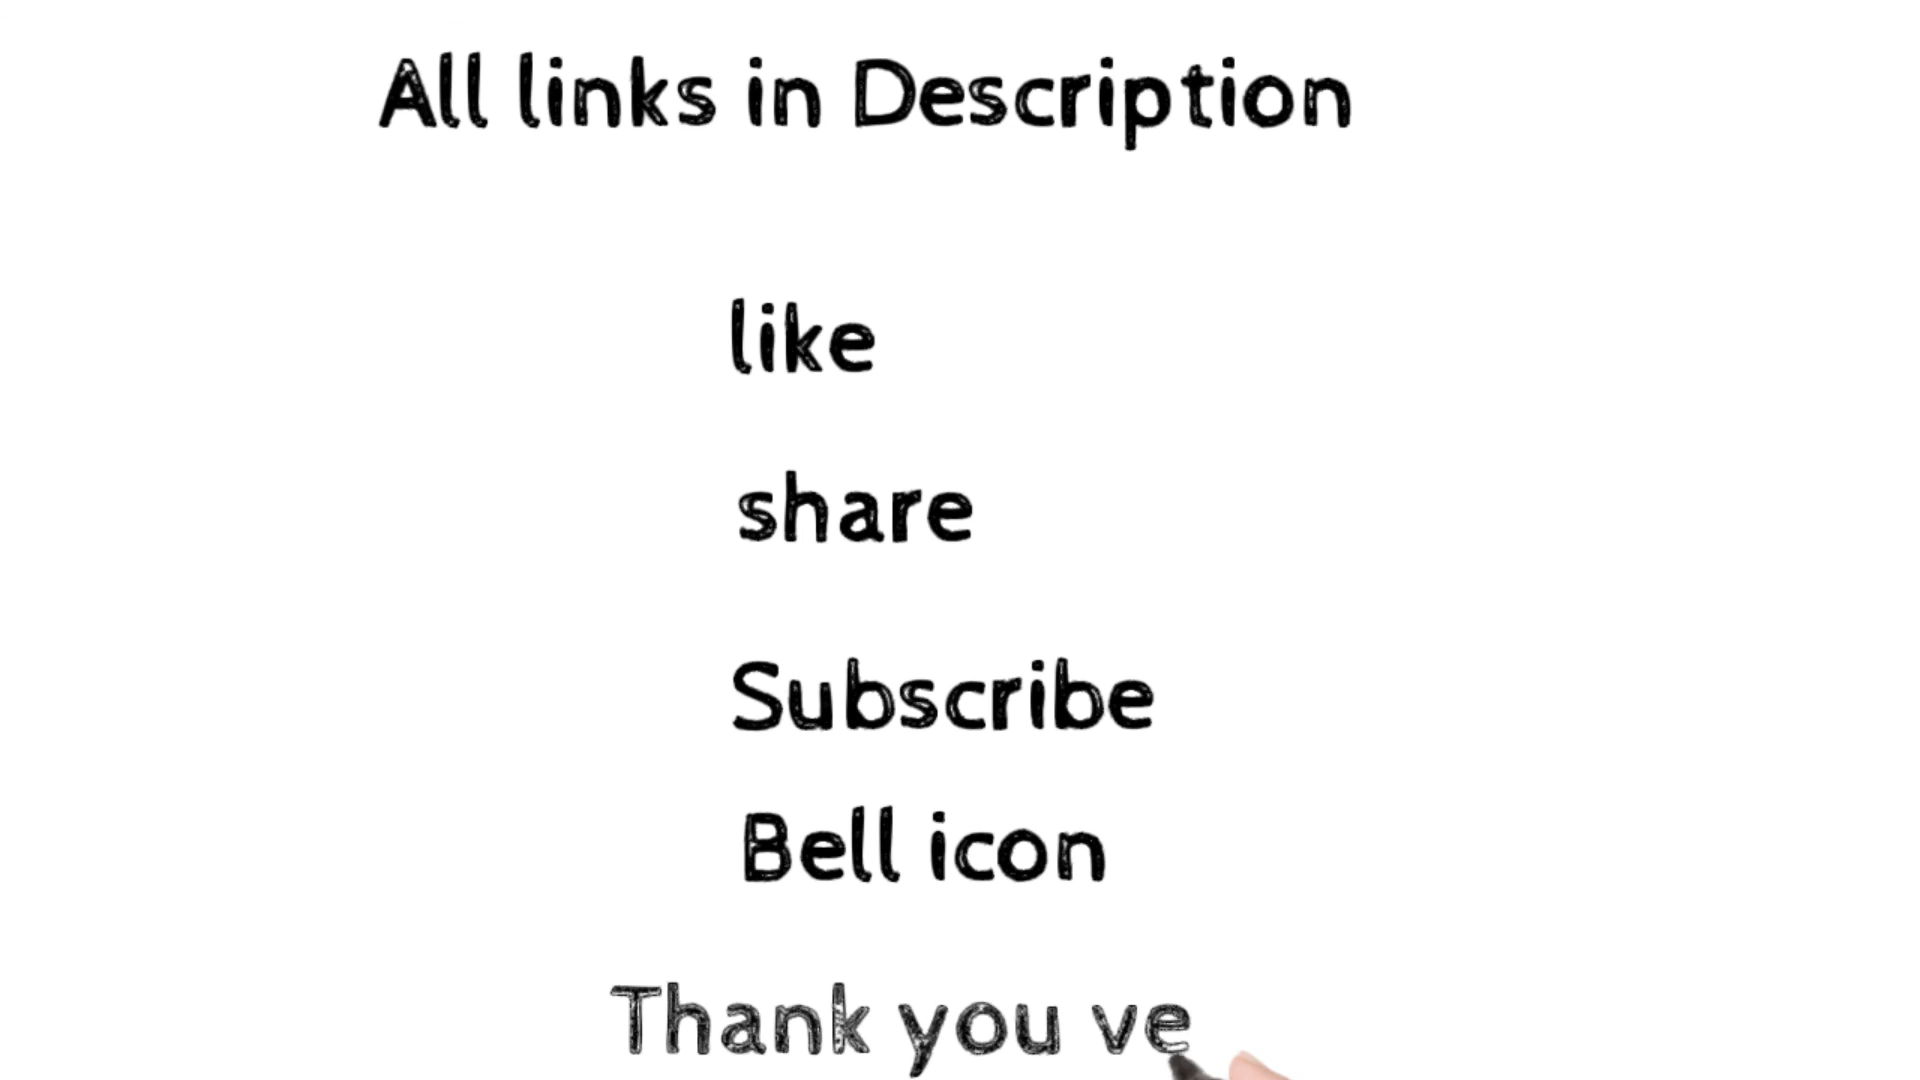 All links in Description
like
share
Subscribe
Bell icon
Thank you ve